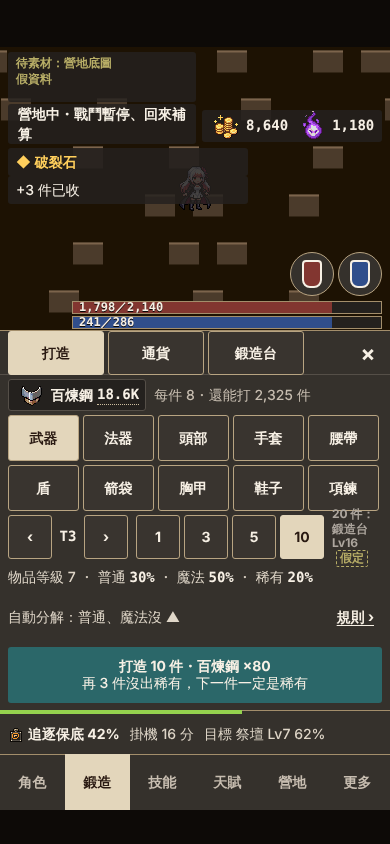 待素材：營地底圖
假資料
營地中・戰鬥暫停、回來補算
8,640
1,180
◆ 破裂石
+3 件已收
1,798／2,140
241／286
打造
通貨
鍛造台
×
百煉鋼 18.6K
每件 8・還能打 2,325 件
武器
法器
頭部
手套
腰帶
盾
箭袋
胸甲
鞋子
項鍊
‹
T3
›
1
3
5
10
20 件：
鍛造台
Lv16
假定
物品等級 7 ・ 普通 30% ・ 魔法 50% ・ 稀有 20%
自動分解：普通、魔法沒 ▲
規則 ›
打造 10 件・百煉鋼 ×80
再 3 件沒出稀有，下一件一定是稀有
追逐保底 42% 掛機 16 分 目標 祭壇 Lv7 62%
角色
鍛造
技能
天賦
營地
更多